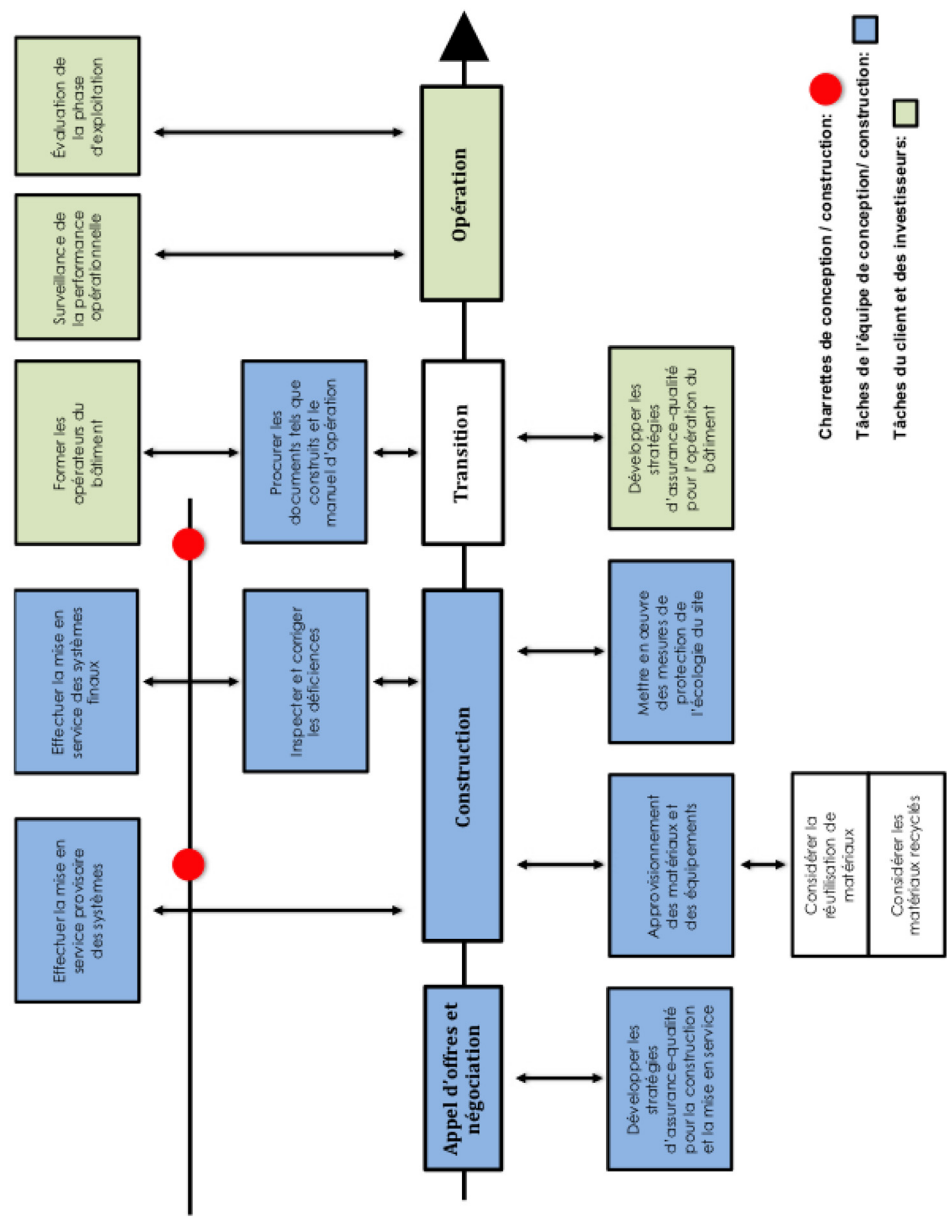 Effectuer la mise en
service provisoire
des systèmes
Effectuer la mise en
service des systèmes
finaux
Former les
opérateurs du
bâtiment
Surveillance de
la performance
opérationnelle
Évaluation de
la phase
d'exploitation
Inspecter et corriger
les déficiences
Procurer les
documents tels que
construits et le
manuel d'opération
Appel d'offres et
négociation
Construction
Transition
Opération
Développer les
stratégies
d'assurance-qualité
pour la construction
et la mise en service
Approvisionnement
des matériaux et
des équipements
Mettre en œuvre
des mesures de
protection de
l'écologie du site
Développer les
stratégies
d'assurance-qualité
pour l'opération du
bâtiment
Considérer la
réutilisation de
matériaux
Considérer les
matériaux recyclés
Charrettes de conception / construction:
Tâches de l'équipe de conception/ construction:
Tâches du client et des investisseurs: